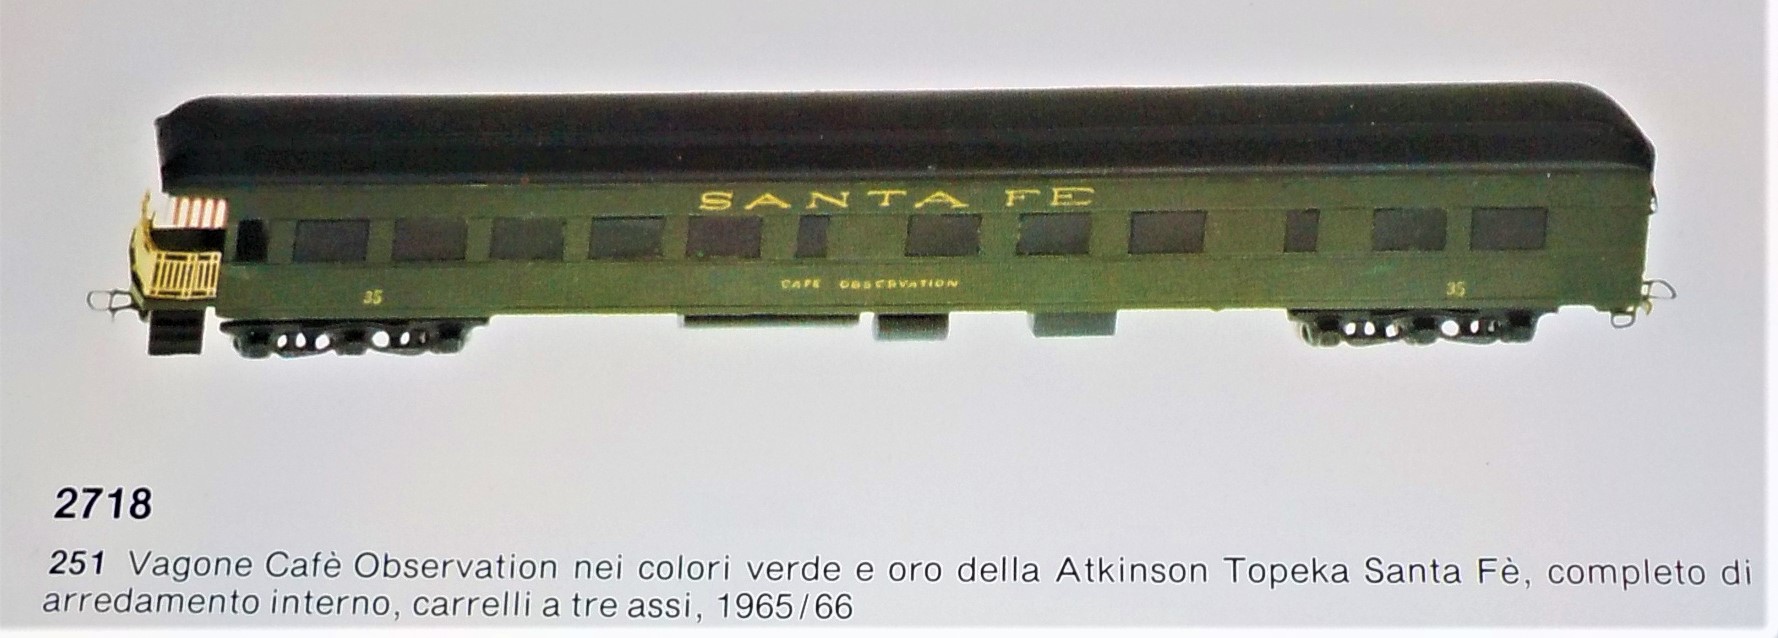 SANTA FE
CAFE OBSERVATION
35
35
2718
251 Vagone Cafè Observation nei colori verde e oro della Atkinson Topeka Santa Fè, completo di
arredamento interno, carrelli a tre assi, 1965/66